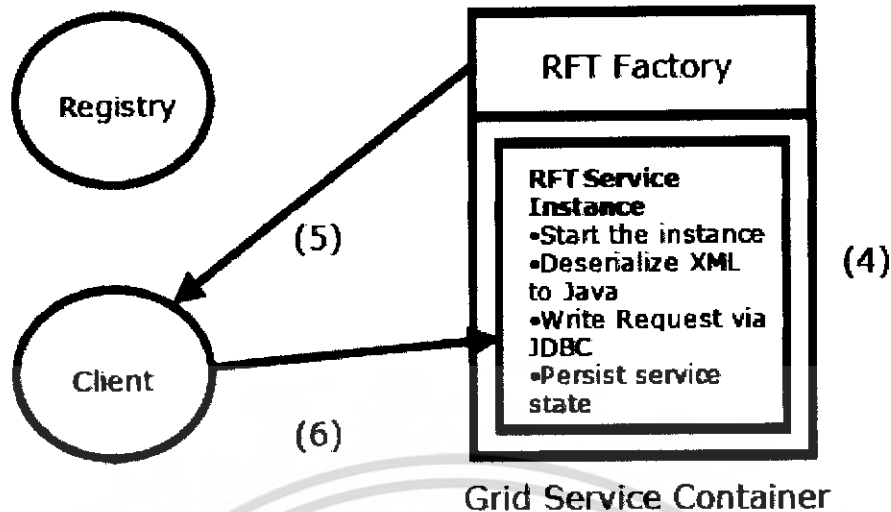 Registry
RFT Factory
RFT Service
Instance
•Start the instance
•Deserialize XML
to Java
•Write Request via
JDBC
•Persist service
state
(4)
(5)
Client
(6)
Grid Service Container